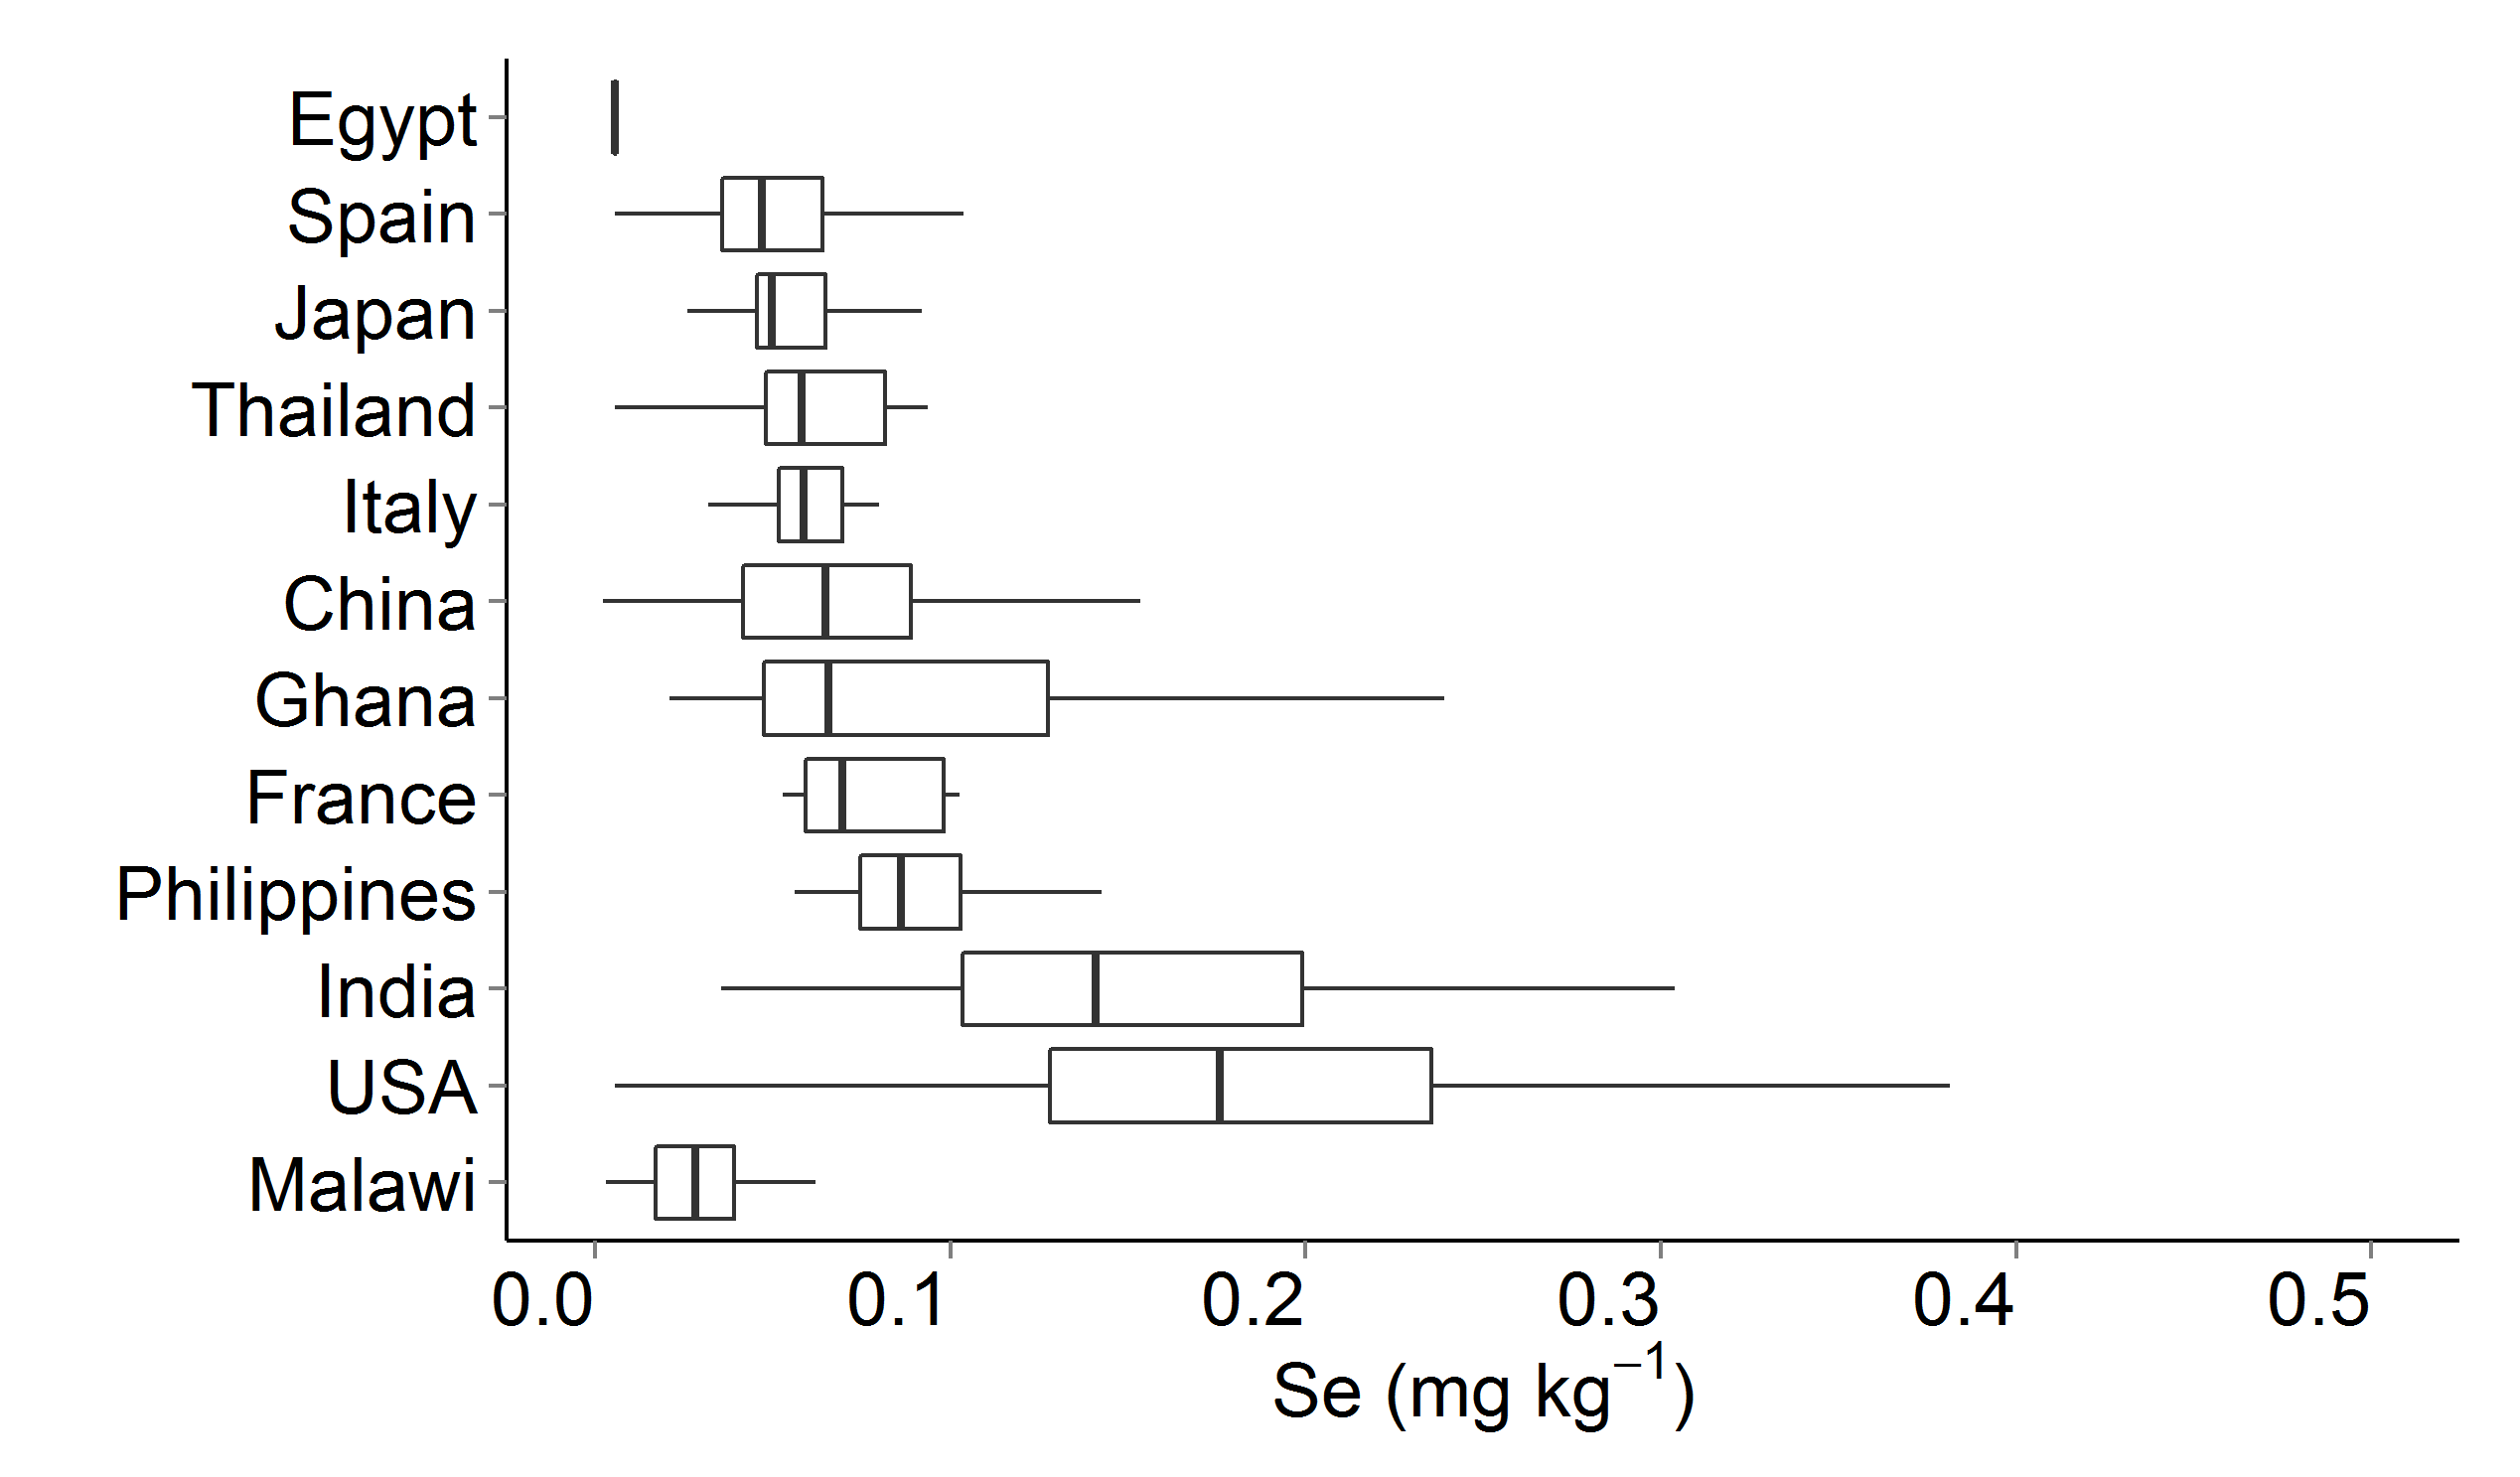 Egypt
Spain
Japan
Thailand
Italy
China
Ghana
France
Philippines
India
USA
Malawi
0.0 0.1 0.2 0.3 0.4 0.5
Se (mg kg⁻¹)